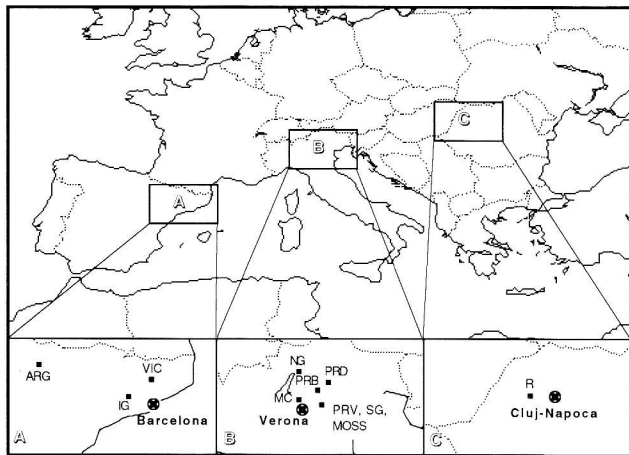 C
B
A
VIC
ARG
IG
Barcelona
A
NG
PRD
PRB
MC
Verona
PRV, SG,
MOSS
B
R
Cluj-Napoca
C